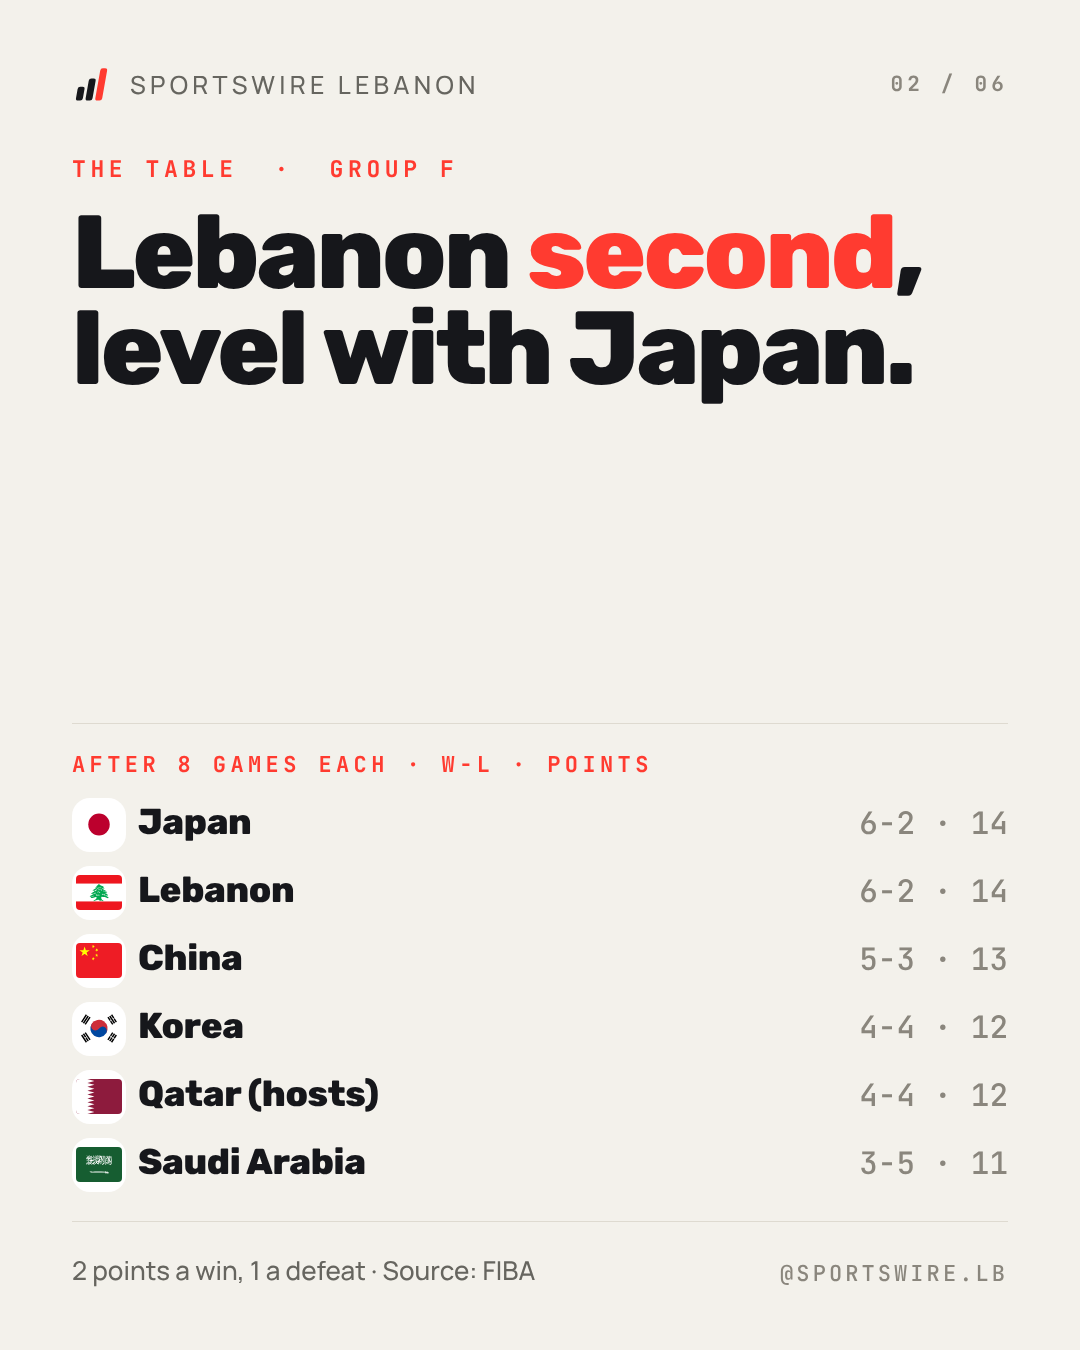 SPORTSWIRE LEBANON
02 / 06
THE TABLE · GROUP F
Lebanon second,
level with Japan.
AFTER 8 GAMES EACH · W-L · POINTS
Japan 6-2 · 14
Lebanon 6-2 · 14
China 5-3 · 13
Korea 4-4 · 12
Qatar (hosts) 4-4 · 12
Saudi Arabia 3-5 · 11
2 points a win, 1 a defeat · Source: FIBA
@SPORTSWIRE.LB